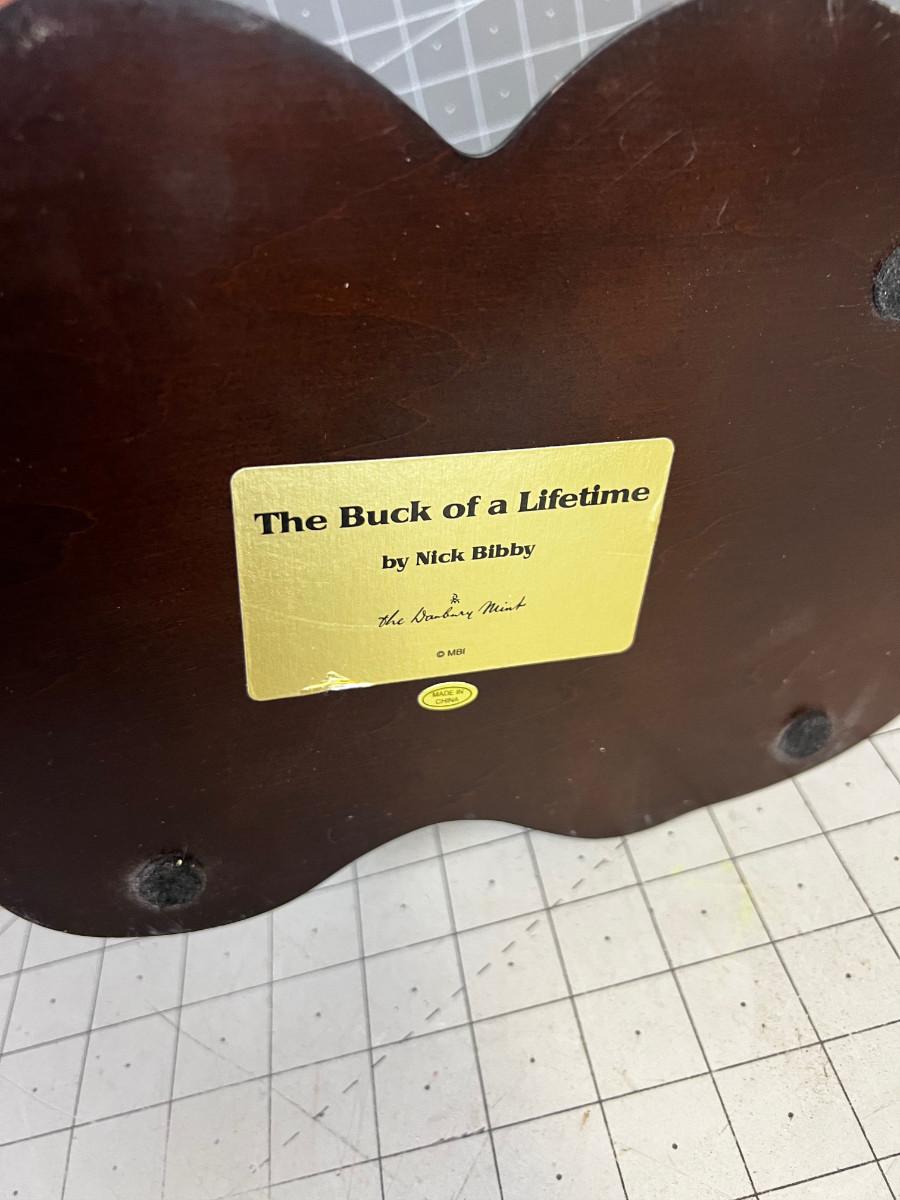 The Buck of a Lifetime
by Nick Bibby
the Danbury Mint
© MBI
MADE IN
CHINA